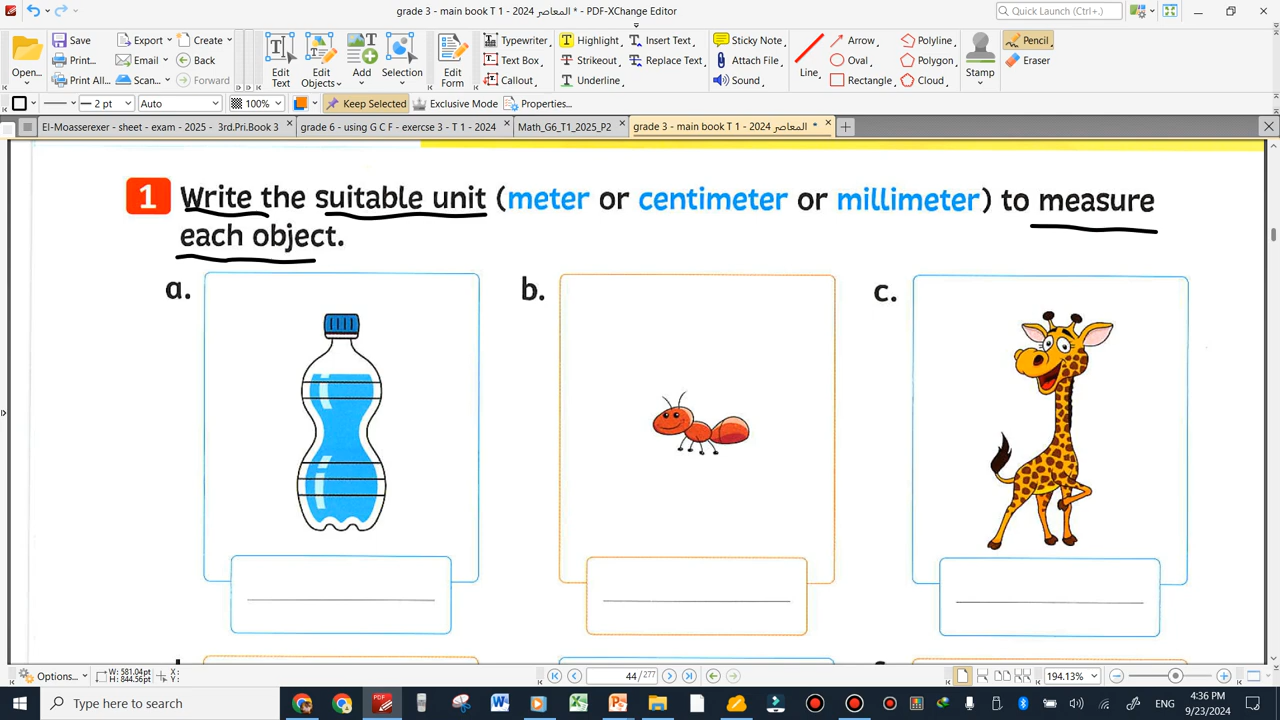 grade 3 - main book T 1 - 2024 المعاصر * - PDF-XChange Editor
Quick Launch (Ctrl+.)
Open...
Save
Print...
Print All...
Export
Email
Scan...
Create
Back
Forward
Edit Text
Edit Objects
Add
Selection
Edit Form
Typewriter
Text Box
Callout
Highlight
Strikeout
Underline
Insert Text
Replace Text
Sticky Note
Attach File
Sound
Line
Arrow
Oval
Rectangle
Polyline
Polygon
Cloud
Stamp
Pencil
Eraser
2 pt
Auto
100%
Keep Selected
Exclusive Mode
Properties...
El-Moasserexer - sheet - exam - 2025 - 3rd.Pri.Book 3
grade 6 - using G C F - exercse 3 - T 1 - 2024
Math_G6_T1_2025_P2
grade 3 - main book T 1 - 2024 المعاصر *
1 Write the suitable unit (meter or centimeter or millimeter) to measure
each object.
a.
b.
c.
Options...
W: 581.04pt
H: 844.56pt
X:
Y:
44 /277
194.13%
Type here to search
ENG
4:36 PM
9/23/2024